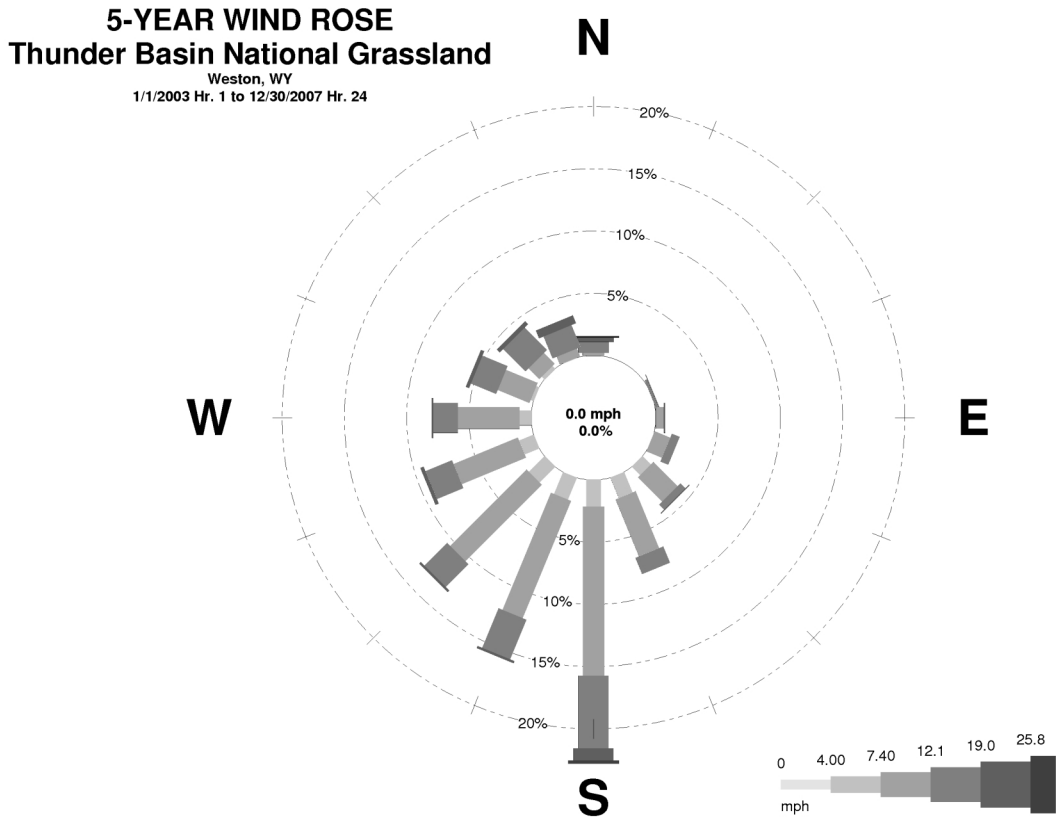 5-YEAR WIND ROSE
Thunder Basin National Grassland
Weston, WY
1/1/2003 Hr. 1 to 12/30/2007 Hr. 24
N
20%
15%
10%
5%
W
0.0 mph
0.0%
E
5%
10%
15%
20%
S
0 4.00 7.40 12.1 19.0 25.8
mph